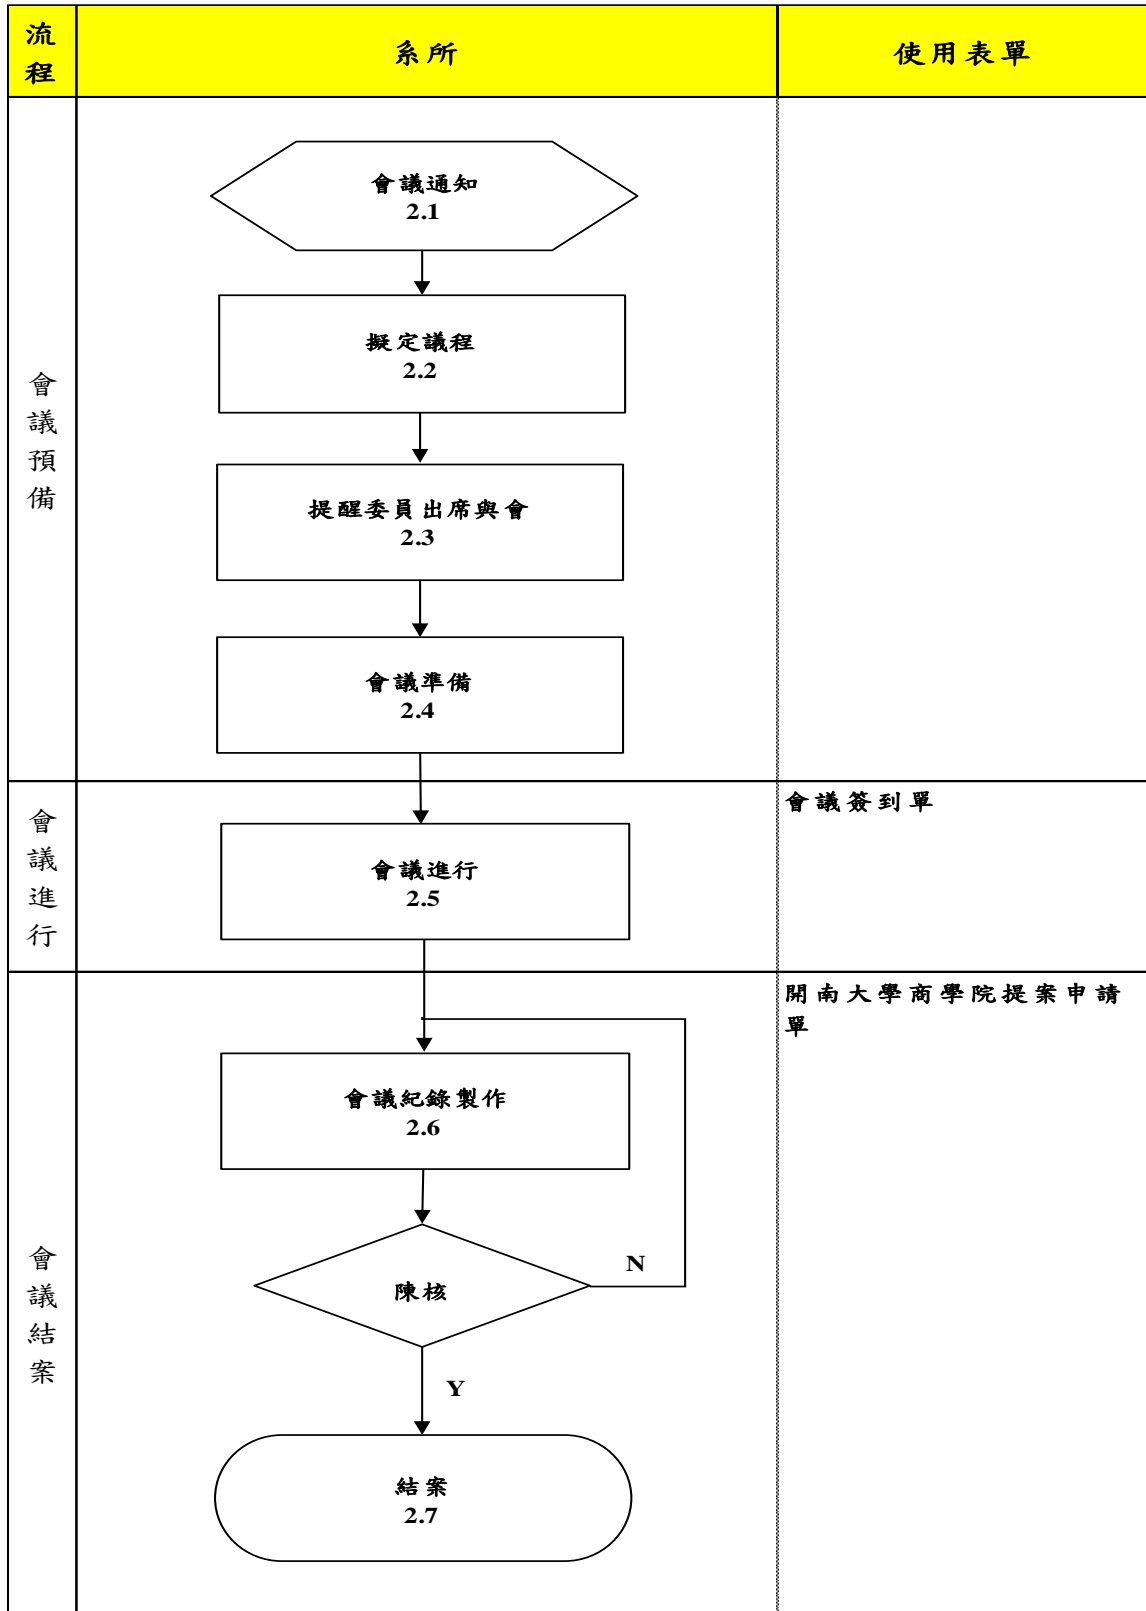 流程
系所
使用表單
會議預備
會議通知
2.1
擬定議程
2.2
提醒委員出席與會
2.3
會議準備
2.4
會議進行
會議進行
2.5
會議簽到單
會議結案
開南大學商學院提案申請
單
會議紀錄製作
2.6
陳核
N
Y
結案
2.7